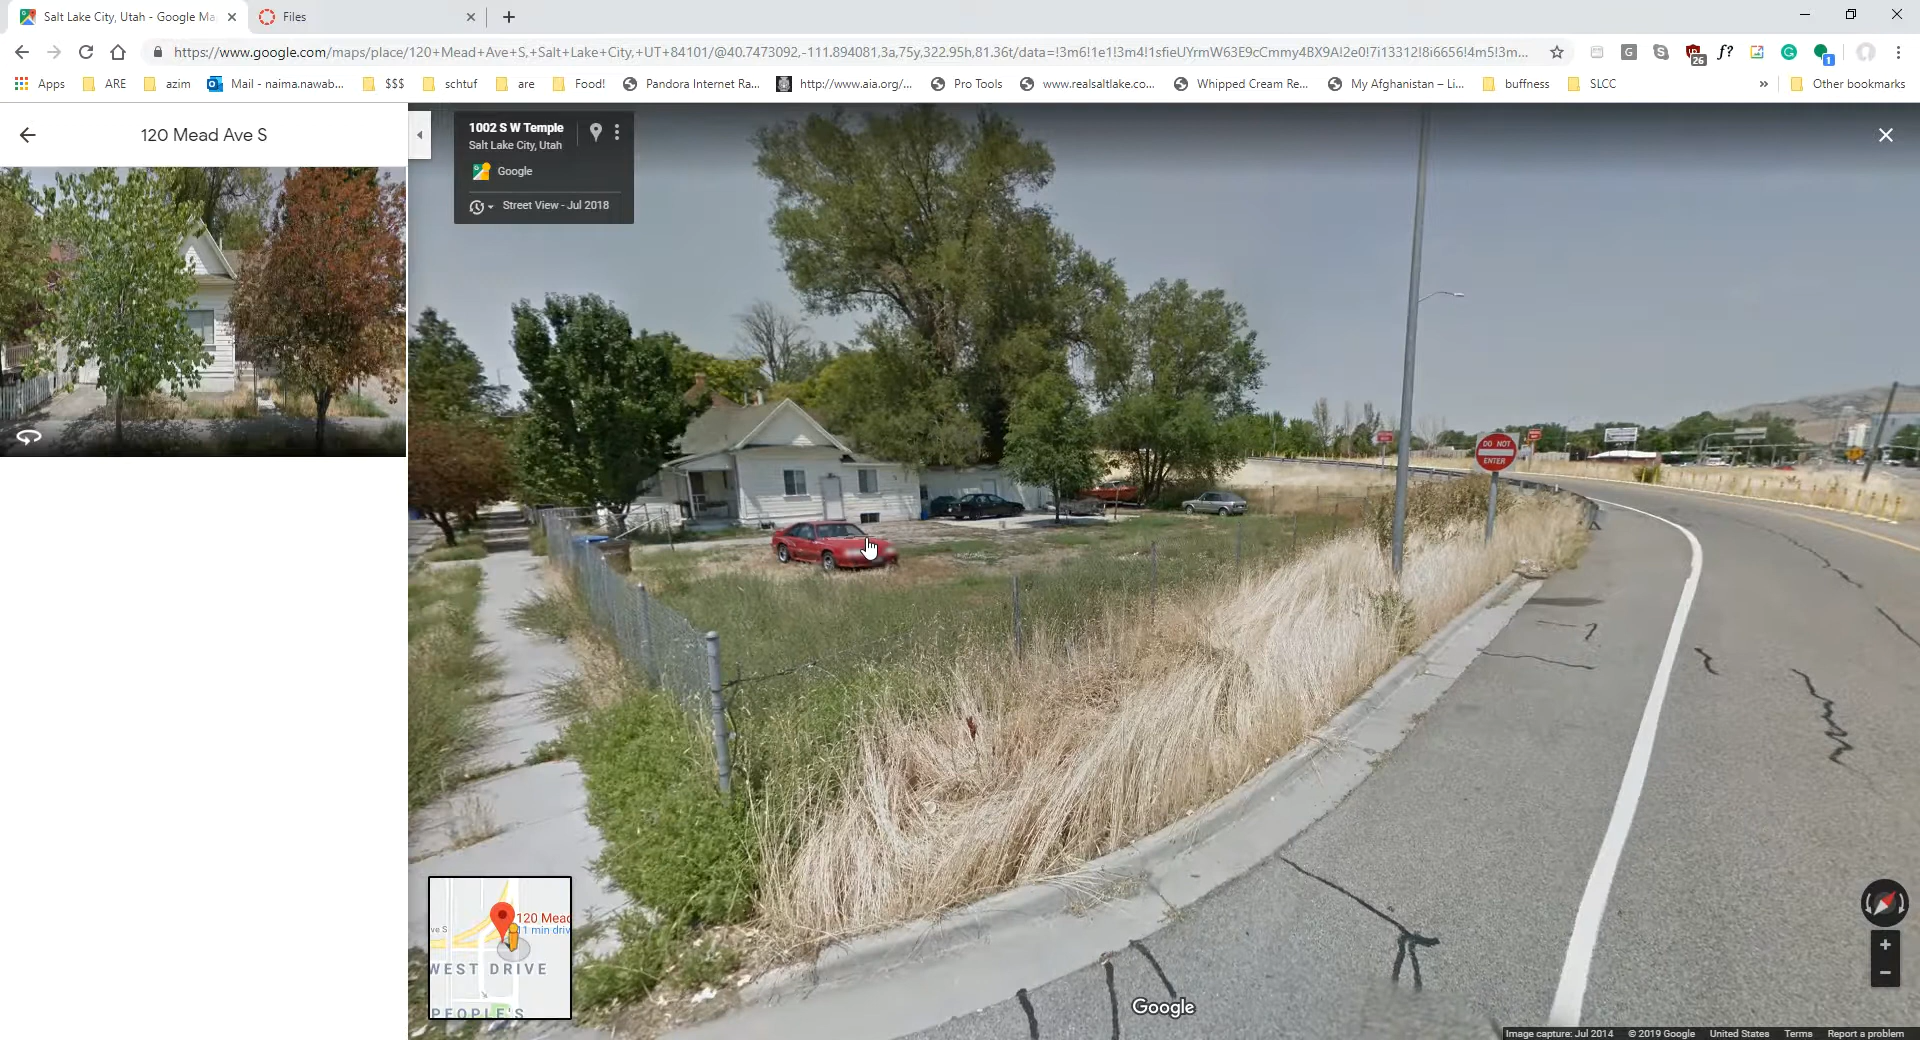 Salt Lake City, Utah - Google Ma
Files
https://www.google.com/maps/place/120+Mead+Ave+S,+Salt+Lake+City,+UT+84101/@40.7473092,-111.894081,3a,75y,322.95h,81.36t/data=!3m6!1e1!3m4!1sfieUYrmW63E9cCmmy4BX9A!2e0!7i13312!8i6656!4m5!3m...
G
26
f?
1
Apps
ARE
azim
Mail - naima.nawab...
$$$
schtuf
are
Food!
Pandora Internet Ra...
http://www.aia.org/...
Pro Tools
www.realsaltlake.co...
Whipped Cream Re...
My Afghanistan – Li...
buffness
SLCC
»
Other bookmarks
120 Mead Ave S
1002 S W Temple
Salt Lake City, Utah
Google
Street View - Jul 2018
DO NOT
ENTER
120 Mead
ve S
11 min driv
WEST DRIVE
PEOPLE'S
Google
Image capture: Jul 2014 © 2019 Google United States Terms Report a problem